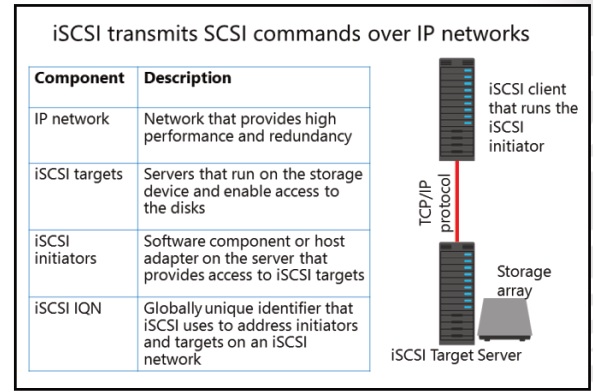 iSCSI transmits SCSI commands over IP networks
Component Description
IP network Network that provides high
performance and redundancy
iSCSI targets Servers that run on the storage
device and enable access to
the disks
iSCSI
initiators
Software component or host
adapter on the server that
provides access to iSCSI targets
iSCSI IQN Globally unique identifier that
iSCSI uses to address initiators
and targets on an iSCSI
network
iSCSI client
that runs the
iSCSI
initiator
TCP/IP
protocol
Storage
array
iSCSI Target Server